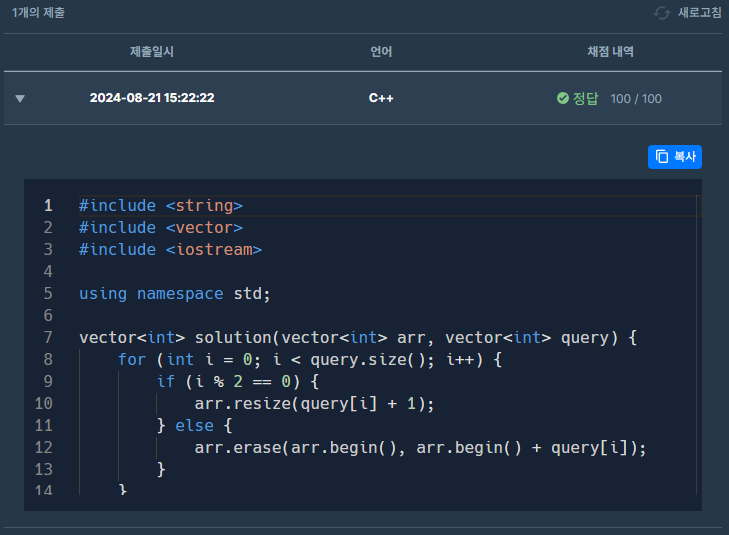 1개의 제출 새로고침
제출일시 언어 채점 내역
▼ 2024-08-21 15:22:22 C++ 정답 100 / 100
복사
1 #include <string>
2 #include <vector>
3 #include <iostream>
4
5 using namespace std;
6
7 vector<int> solution(vector<int> arr, vector<int> query) {
8     for (int i = 0; i < query.size(); i++) {
9         if (i % 2 == 0) {
10             arr.resize(query[i] + 1);
11         } else {
12             arr.erase(arr.begin(), arr.begin() + query[i]);
13         }
14     }